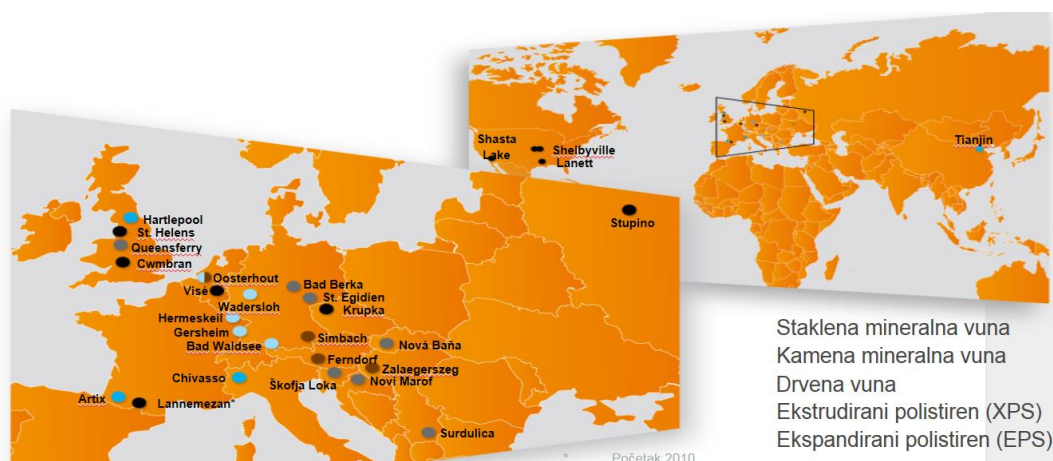 Shasta
Lake
Shelbyville
Lanett
Tianjin
Stupino
Hartlepool
St. Helens
Queensferry
Cwmbran
Oosterhout
Visé
Wadersloh
Hermeskeil
Gersheim
Bad Waldsee
Bad Berka
St. Egidien
Krupka
Simbach
Nová Baňa
Ferndorf
Zalaegerszeg
Škofja Loka
Novi Marof
Chivasso
Artix
Lannemezan*
Surdulica
* Početak 2010
Staklena mineralna vuna
Kamena mineralna vuna
Drvena vuna
Ekstrudirani polistiren (XPS)
Ekspandirani polistiren (EPS)